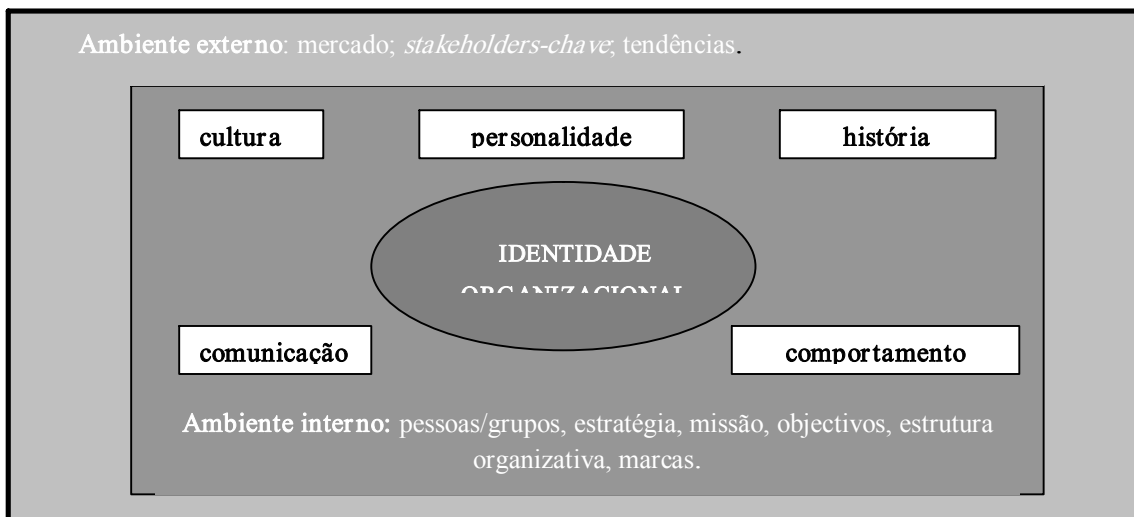 Ambiente externo: mercado; stakeholders-chave; tendências.
cultura
personalidade
história
IDENTIDADE
ORGANIZACIONAL
comunicação
comportamento
Ambiente interno: pessoas/grupos, estratégia, missão, objectivos, estrutura
organizativa, marcas.